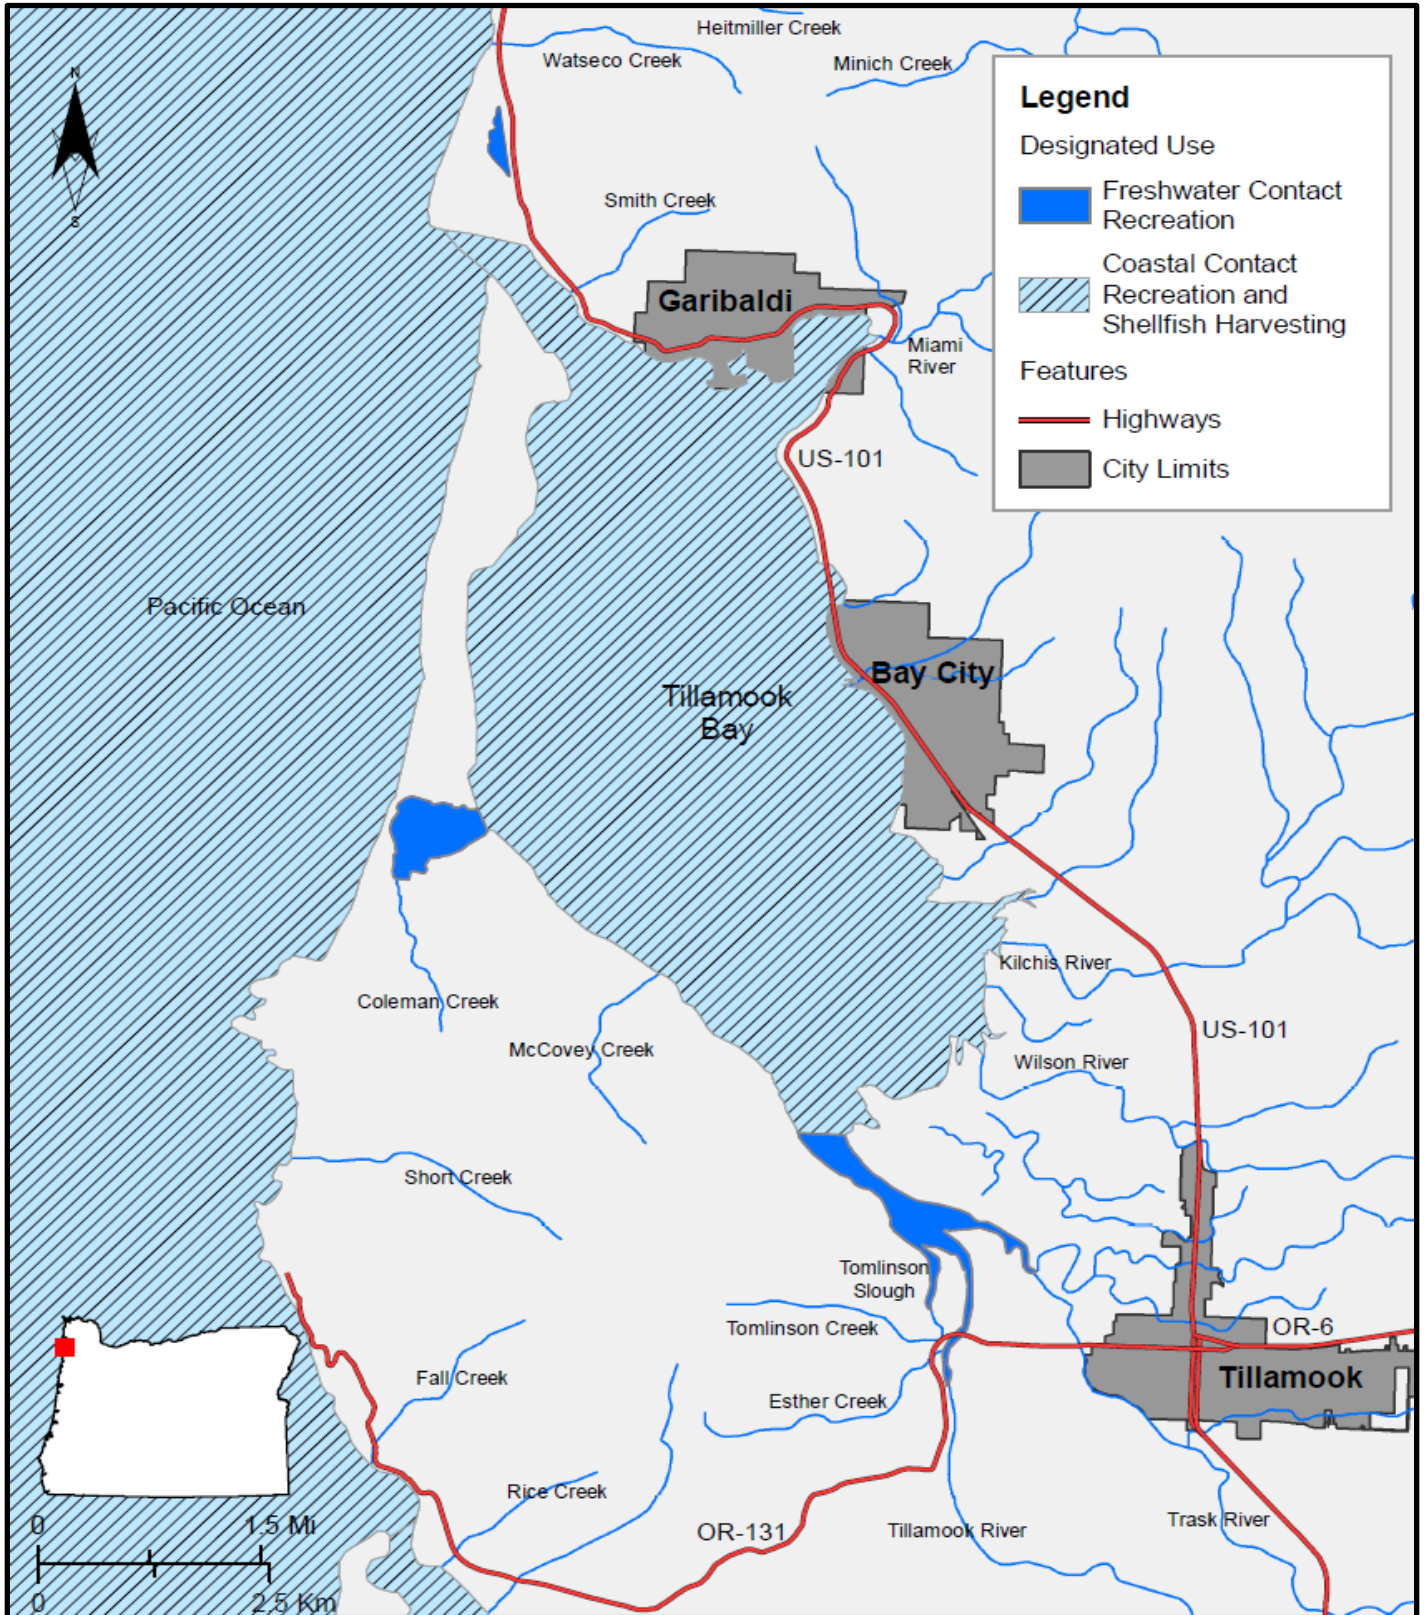 Heitmiller Creek
Watseco Creek
Minich Creek
N
S
Legend
Designated Use
Freshwater Contact
Recreation
Coastal Contact
Recreation and
Shellfish Harvesting
Features
Highways
City Limits
Smith Creek
Garibaldi
Miami
River
US-101
Pacific Ocean
Bay City
Tillamook
Bay
Kilchis River
Coleman Creek
US-101
McCovey Creek
Wilson River
Short Creek
Tomlinson
Slough
Tomlinson Creek
OR-6
Fall Creek
Tillamook
Esther Creek
Rice Creek
Trask River
OR-131
Tillamook River
0
1.5 Mi
0
2.5 Km